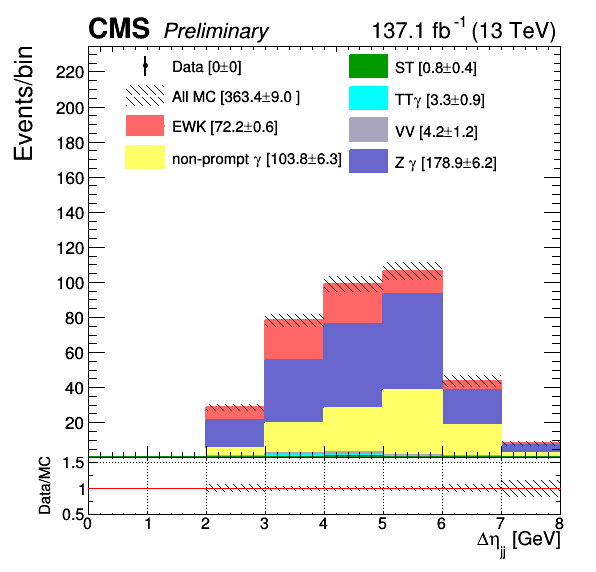 CMS Preliminary 137.1 fb⁻¹ (13 TeV)
Events/bin
220
200
180
160
140
120
100
80
60
40
20
Data [0±0]
All MC [363.4±9.0 ]
EWK [72.2±0.6]
non-prompt γ [103.8±6.3]
ST [0.8±0.4]
TTγ [3.3±0.9]
VV [4.2±1.2]
Z γ [178.9±6.2]
Data/MC
1.5
1
0.5
0 1 2 3 4 5 6 7 8
Δηjj [GeV]